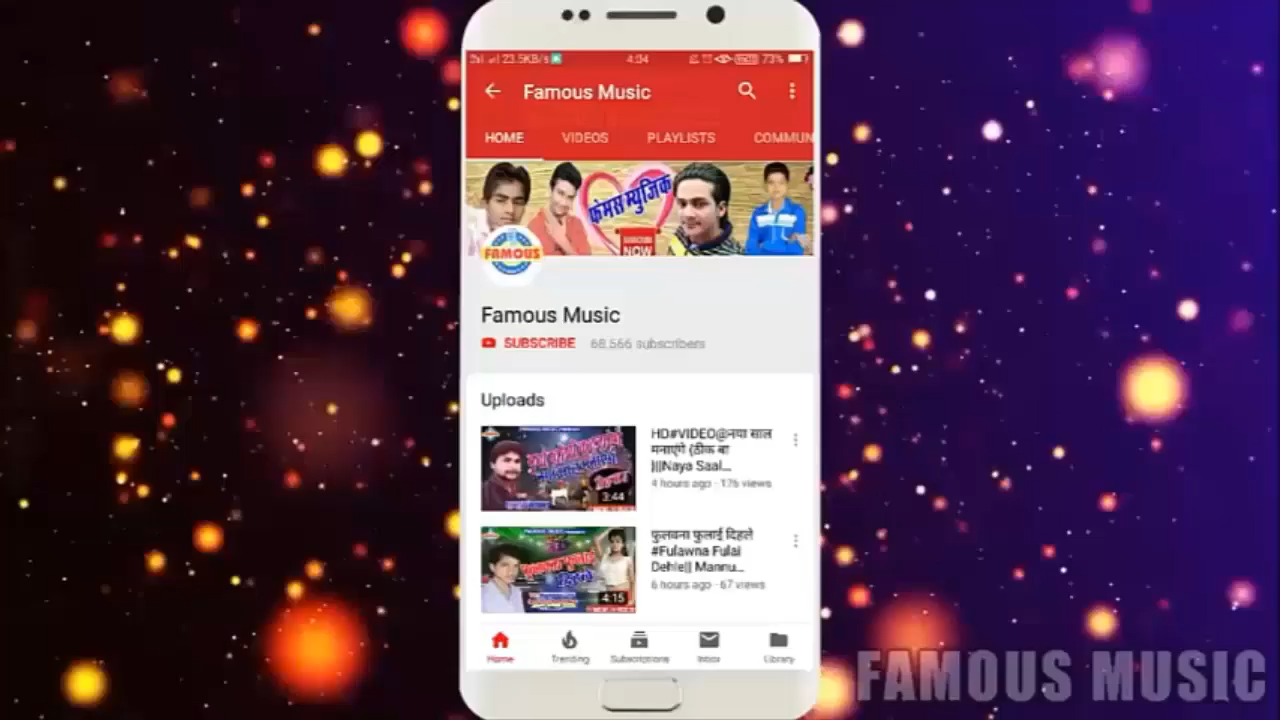 23.5KB/s 4:04 73%
Famous Music
HOME VIDEOS PLAYLISTS COMMUN
फेमस म्युजिक
SUBSCRIBE
NOW
FAMOUS
Famous Music
SUBSCRIBE 68,566 subscribers
Uploads
HD#VIDEO@नया साल
मनाएंगे {ठीक बा
}||Naya Saal...
4 hours ago · 176 views
3:44
फुलवना फुलाई दिहले
#Fulawna Fulai
Dehle|| Mannu...
6 hours ago · 67 views
4:15
Home Trending Subscriptions Inbox Library
FAMOUS MUSIC